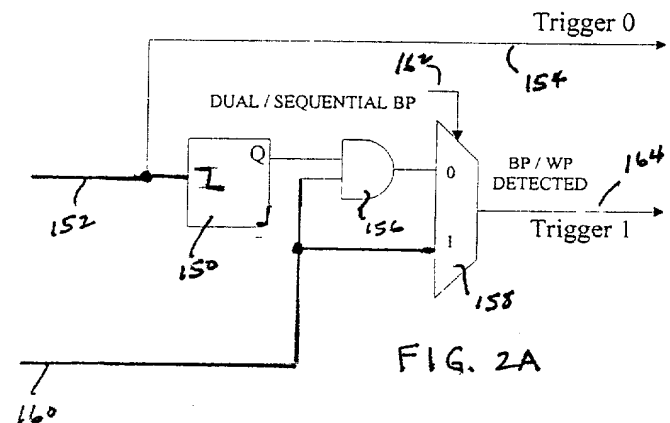 Trigger 0
154
162
DUAL / SEQUENTIAL BP
Q
I
0
BP / WP
DETECTED
164
152
156
Trigger 1
150
1
158
FIG. 2A
160